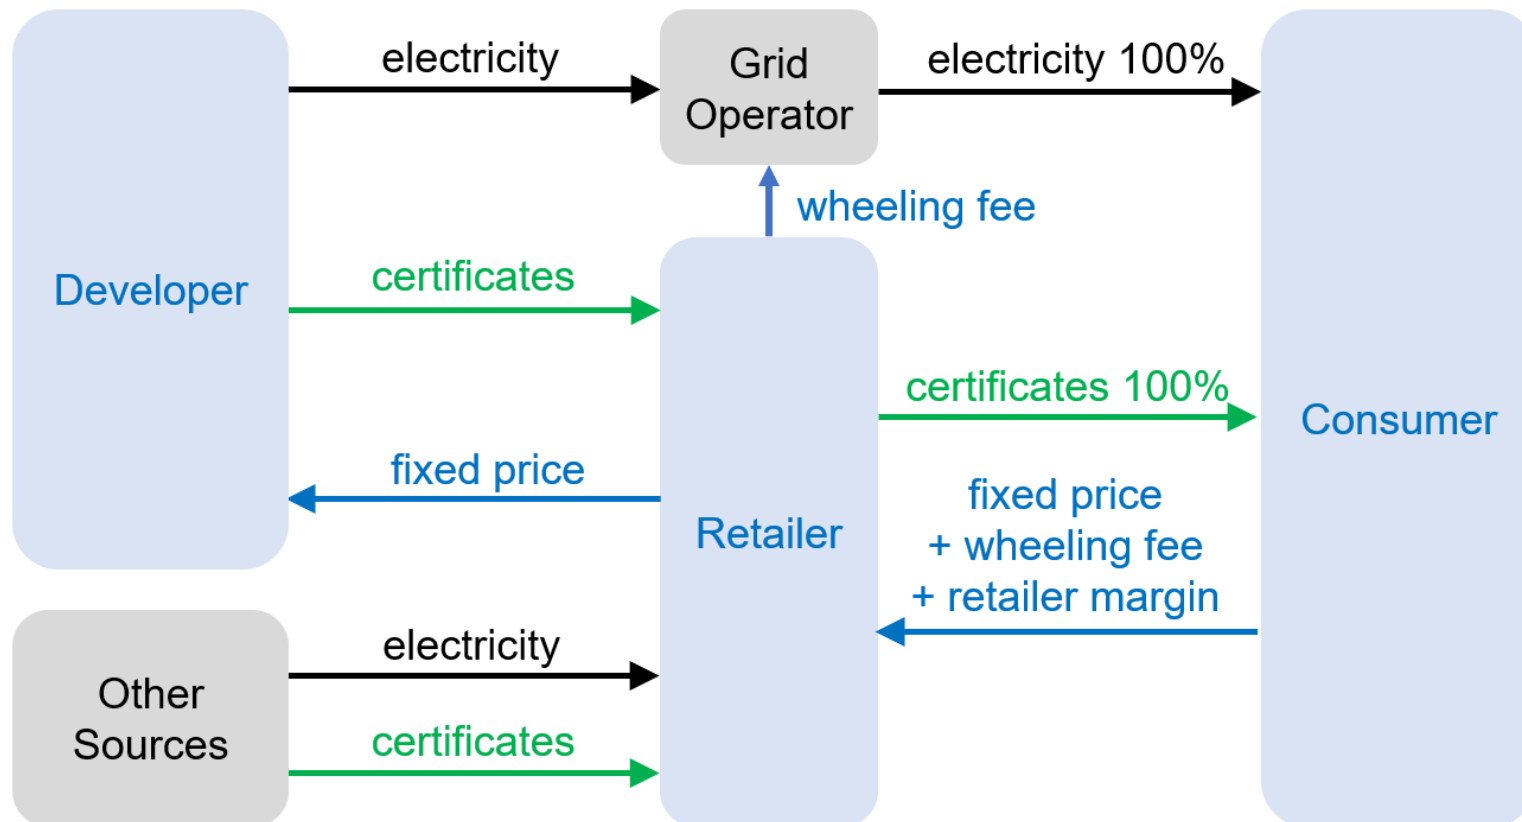 electricity
Grid
Operator
electricity 100%
wheeling fee
Developer
certificates
certificates 100%
Consumer
fixed price
Retailer
fixed price
+ wheeling fee
+ retailer margin
electricity
Other
Sources
certificates